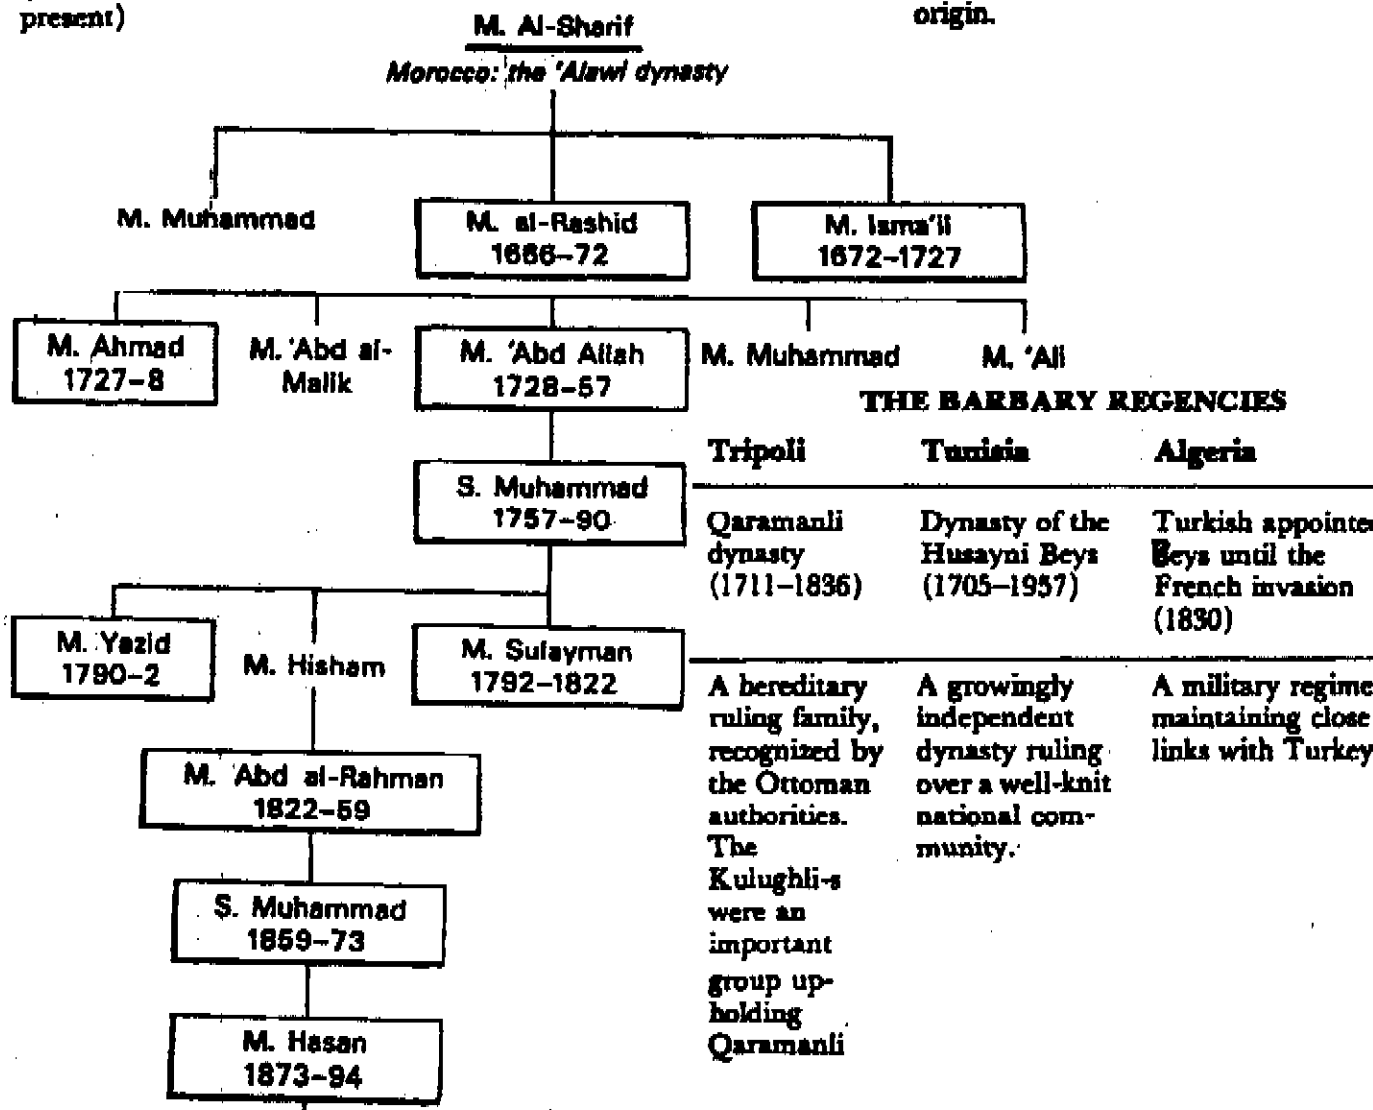 present)
origin.
M. Al-Sharif
Morocco: the 'Alawi dynasty
M. Muhammad
M. al-Rashid
1666–72
M. Isma'il
1672–1727
M. Ahmad
1727–8
M. 'Abd al-
Malik
M. 'Abd Allah
1728–57
M. Muhammad
M. 'Ali
S. Muhammad
1757–90
M. Yazid
1790–2
M. Hisham
M. Sulayman
1792–1822
M. 'Abd al-Rahman
1822–59
S. Muhammad
1859–73
M. Hasan
1873–94
THE BARBARY REGENCIES
Tripoli
Tunisia
Algeria
Qaramanli
dynasty
(1711–1836)
Dynasty of the
Husayni Beys
(1705–1957)
Turkish appointed
Beys until the
French invasion
(1830)
A hereditary
ruling family,
recognized by
the Ottoman
authorities.
The
Kulughli-s
were an
important
group up-
holding
Qaramanli
A growingly
independent
dynasty ruling
over a well-knit
national com-
munity.
A military regime
maintaining close
links with Turkey